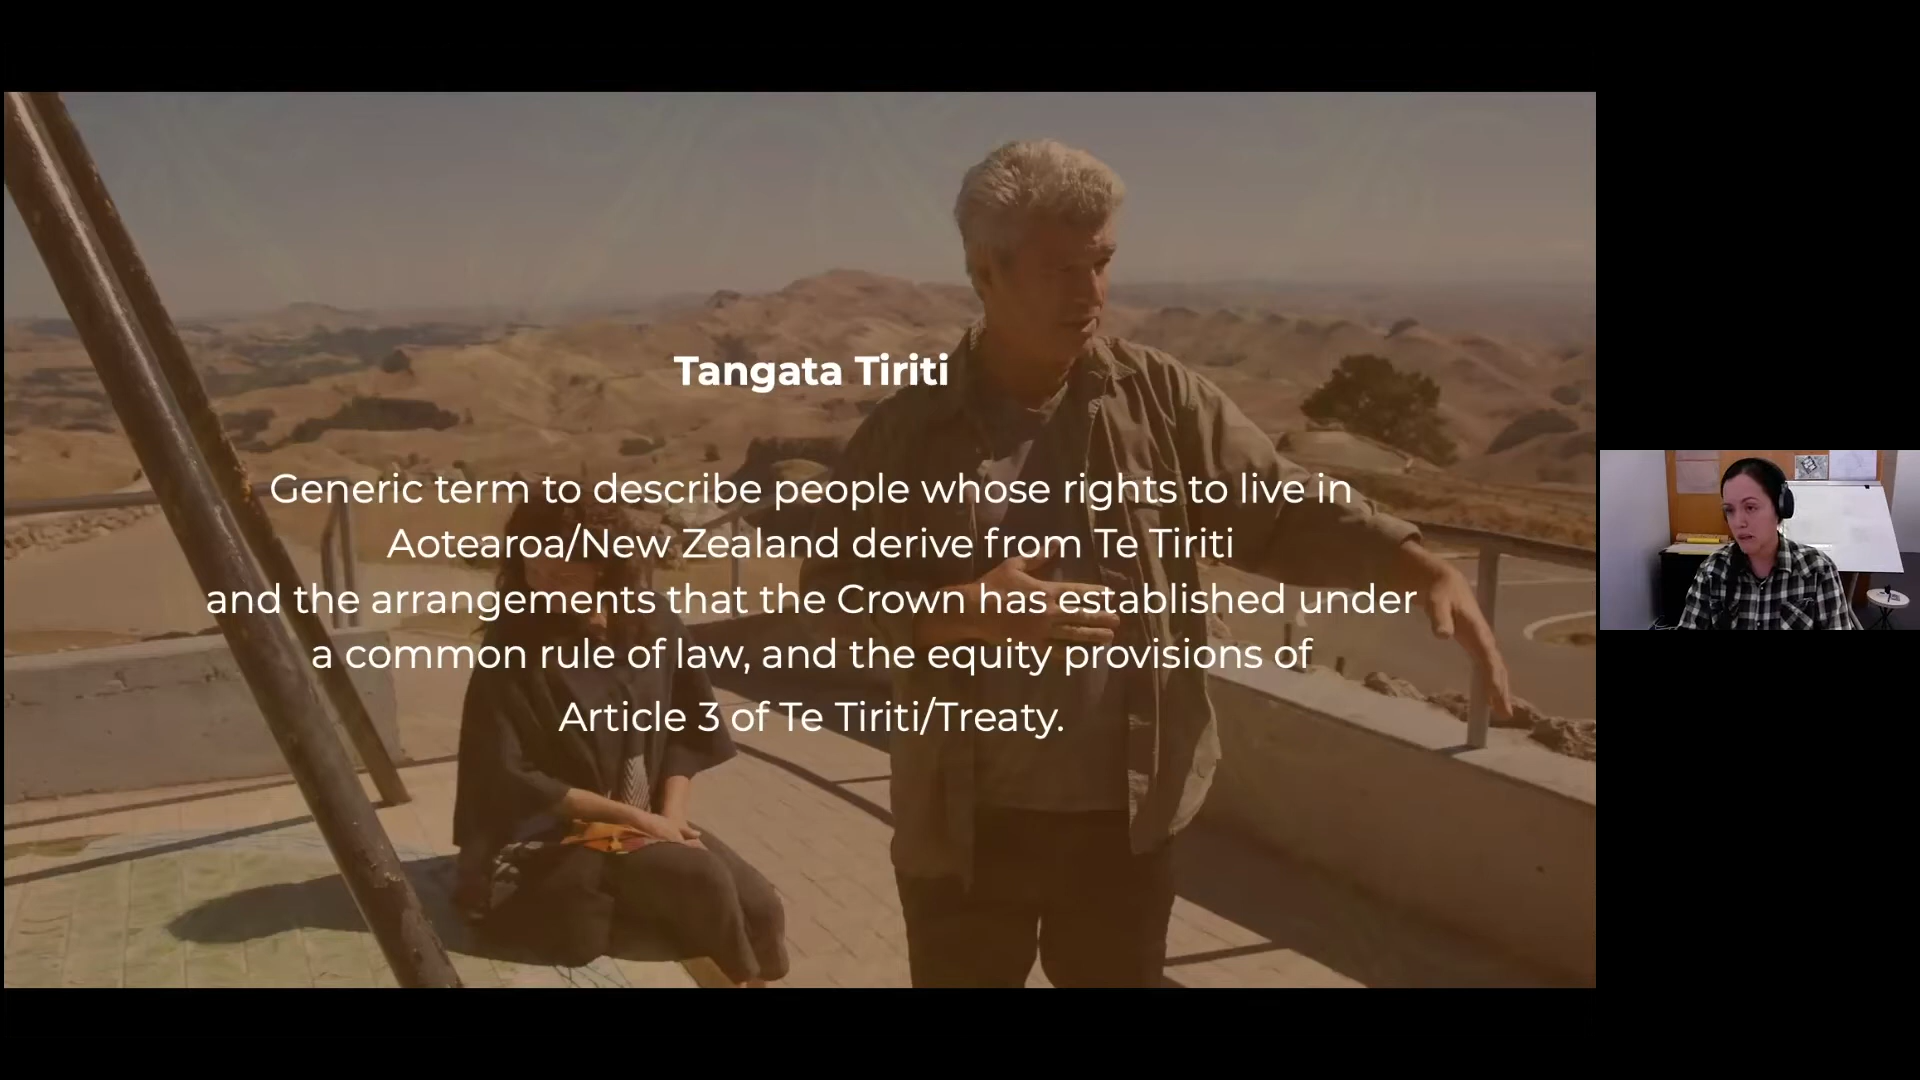 Tangata Tiriti
Generic term to describe people whose rights to live in
Aotearoa/New Zealand derive from Te Tiriti
and the arrangements that the Crown has established under
a common rule of law, and the equity provisions of
Article 3 of Te Tiriti/Treaty.